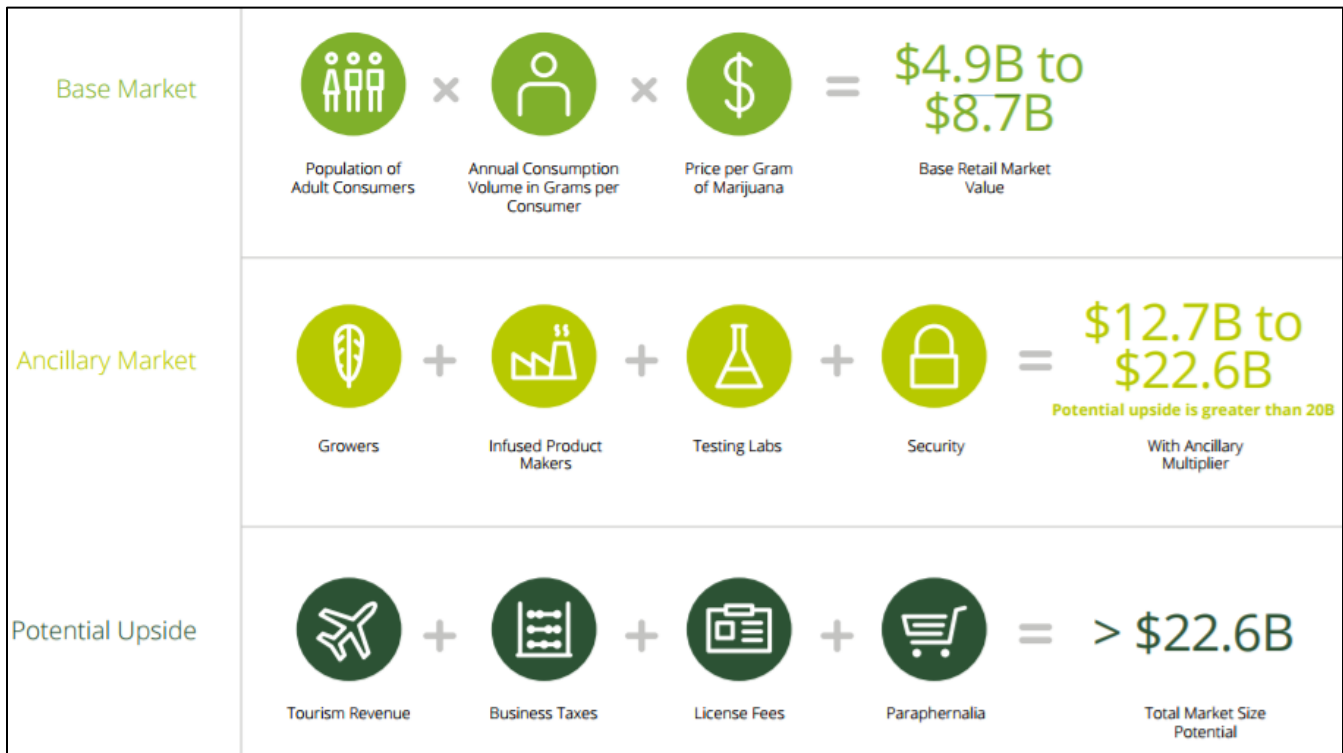 Base Market
$4.9B to
$8.7B
Population of
Adult Consumers
Annual Consumption
Volume in Grams per
Consumer
Price per Gram
of Marijuana
Base Retail Market
Value
Ancillary Market
$12.7B to
$22.6B
Potential upside is greater than 20B
Growers
Infused Product
Makers
Testing Labs
Security
With Ancillary
Multiplier
Potential Upside
> $22.6B
Tourism Revenue
Business Taxes
License Fees
Paraphernalia
Total Market Size
Potential